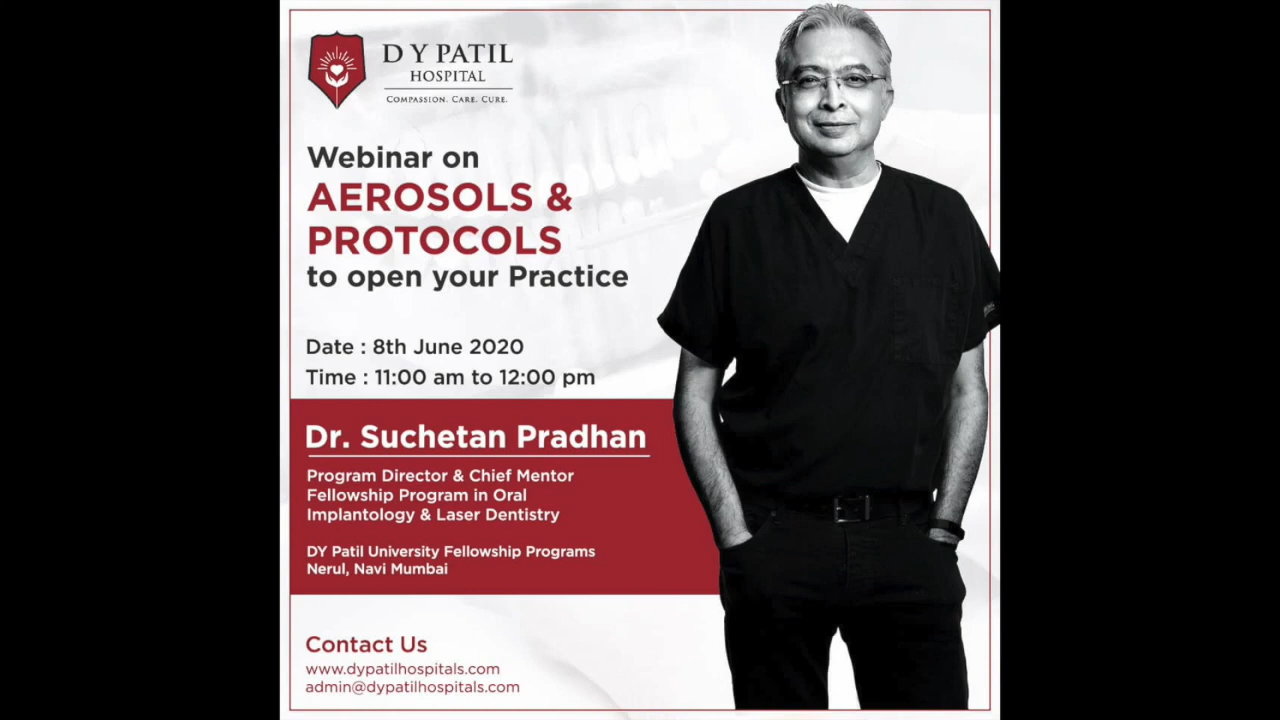 D Y PATIL
HOSPITAL
COMPASSION. CARE. CURE.
Webinar on
AEROSOLS &
PROTOCOLS
to open your Practice
Date : 8th June 2020
Time : 11:00 am to 12:00 pm
Dr. Suchetan Pradhan
Program Director & Chief Mentor
Fellowship Program in Oral
Implantology & Laser Dentistry
DY Patil University Fellowship Programs
Nerul, Navi Mumbai
Contact Us
www.dypatilhospitals.com
admin@dypatilhospitals.com